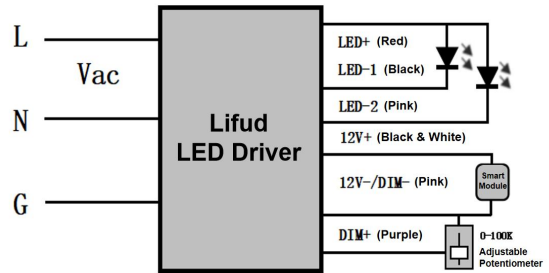 L
Vac
N
G
Lifud
LED Driver
LED+ (Red)
LED-1 (Black)
LED-2 (Pink)
12V+ (Black & White)
12V-/DIM- (Pink)
DIM+ (Purple)
Smart
Module
0-100K
Adjustable
Potentiometer